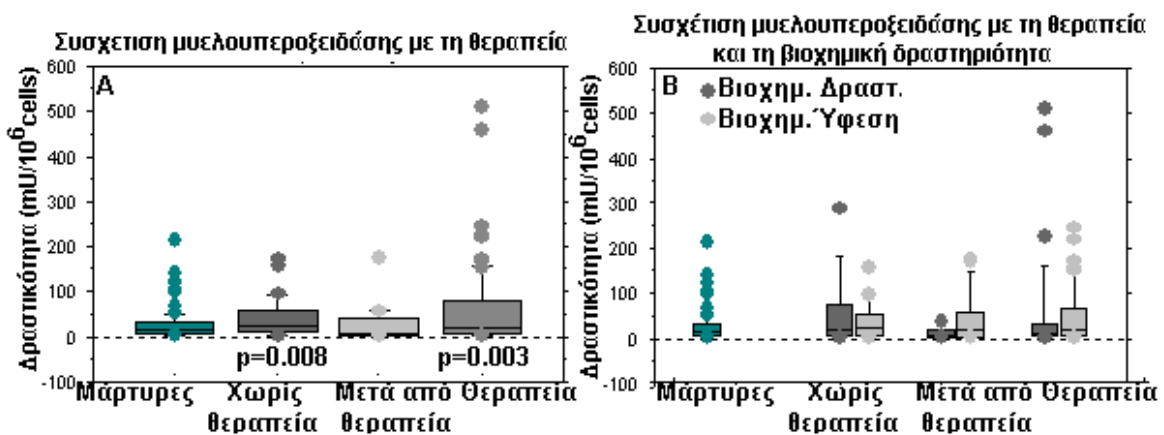 Συσχετιση μυελουπεροξειδάσης με τη θεραπεία
Δραστικότητα (mU/10⁶cells)
600
500
400
300
200
100
0
-100
A
p=0.008
p=0.003
Μάρτυρες
Χωρίς
θεραπεία
Μετά από
θεραπεία
Θεραπεία
Συσχέτιση μυελουπεροξειδάσης με τη θεραπεία
και τη βιοχημική δραστηριότητα
Δραστικότητα (mU/10⁶cells)
600
500
400
300
200
100
0
-100
B
Βιοχημ. Δραστ.
Βιοχημ. Ύφεση
Μάρτυρες
Χωρίς
θεραπεία
Μετά από
θεραπεία
Θεραπεία